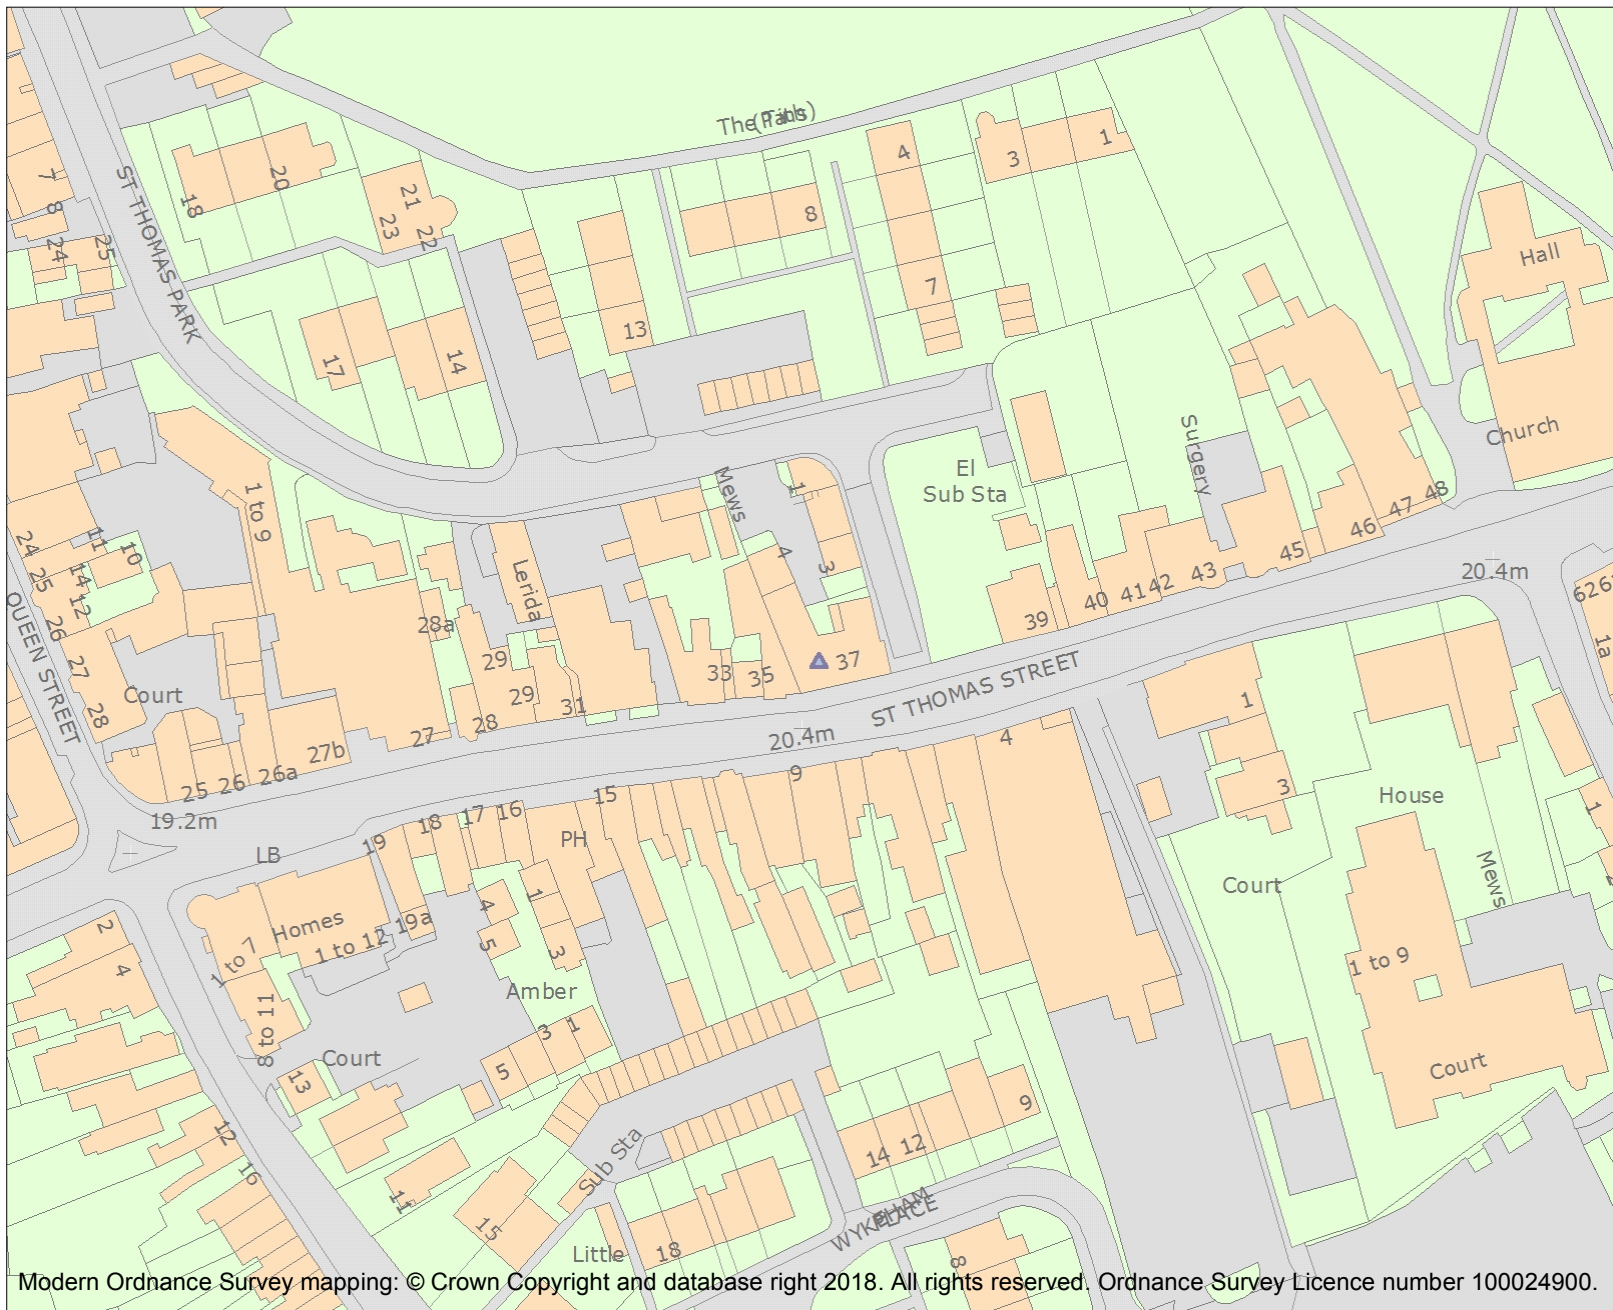 The (Path)
ST THOMAS PARK
7
8
24
25
18
20
21
22
23
17
14
13
8
4
7
3
1
Hall
Church
Surgery
El
Sub Sta
Mews
1
4
3
Lerida
1 to 9
24
25
26
27
28
11
10
14
12
QUEEN STREET
Court
28a
29
29
28
31
27
27b
26a
26
25
33
35
37
39
40
41
42
43
45
46
47
48
20.4m
ST THOMAS STREET
20.4m
19.2m
LB
19
18
17
16
15
PH
9
4
1
3
House
Court
Mews
1 to 9
Court
1a
1
Homes
1 to 7
1 to 12
19a
8 to 11
13
Court
2
4
12
16
4
5
1
3
Amber
5
3
1
11
15
Sub Sta
Little
18
14
12
9
WYKEHAM
PLACE
8
Modern Ordnance Survey mapping: © Crown Copyright and database right 2018. All rights reserved. Ordnance Survey Licence number 100024900.